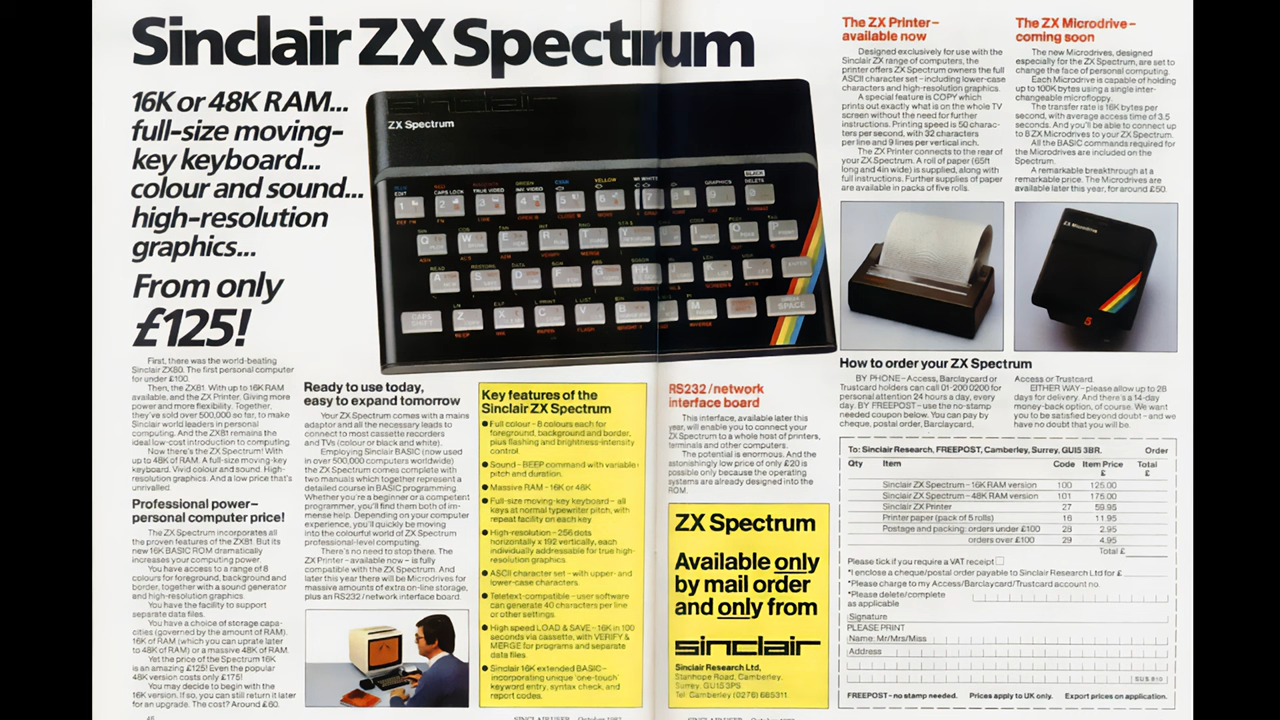 Sinclair ZX Spectrum
16K or 48K RAM...
full-size moving-
key keyboard...
colour and sound...
high-resolution
graphics...
From only
£125!
First, there was the world-beating
Sinclair ZX80. The first personal computer
for under £100.
Then, the ZX81. With up to 16K RAM
available, and the ZX Printer. Giving more
power and more flexibility. Together,
they've sold over 500,000 so far, to make
Sinclair world leaders in personal
computing. And the ZX81 remains the
ideal low-cost introduction to computing.
Now there's the ZX Spectrum! With
up to 48K of RAM. A full-size moving-key
keyboard. Vivid colour and sound. High-
resolution graphics. And a low price that's
unrivalled.
Professional power–
personal computer price!
The ZX Spectrum incorporates all
the proven features of the ZX81. But its
new 16K BASIC ROM dramatically
increases your computing power.
You have access to a range of 8
colours for foreground, background and
border, together with a sound generator
and high-resolution graphics.
You have the facility to support
separate data files.
You have a choice of storage capa-
cities (governed by the amount of RAM).
16K of RAM (which you can uprate later
to 48K of RAM) or a massive 48K of RAM.
Yet the price of the Spectrum 16K
is an amazing £125! Even the popular
48K version costs only £175!
You may decide to begin with the
16K version. If so, you can still return it later
for an upgrade. The cost? Around £60.
sinclair
ZX Spectrum
Ready to use today,
easy to expand tomorrow
Your ZX Spectrum comes with a mains
adaptor and all the necessary leads to
connect to most cassette recorders
and TVs (colour or black and white).
Employing Sinclair BASIC (now used
in over 500,000 computers worldwide)
the ZX Spectrum comes complete with
two manuals which together represent a
detailed course in BASIC programming.
Whether you're a beginner or a competent
programmer, you'll find them both of im-
mense help. Depending on your computer
experience, you'll quickly be moving
into the colourful world of ZX Spectrum
professional-level computing.
There's no need to stop there. The
ZX Printer – available now – is fully
compatible with the ZX Spectrum. And
later this year there will be Microdrives for
massive amounts of extra on-line storage,
plus an RS232/network interface board.
Key features of the
Sinclair ZX Spectrum
● Full colour – 8 colours each for
foreground, background and border,
plus flashing and brightness-intensity
control.
● Sound – BEEP command with variable
pitch and duration.
● Massive RAM – 16K or 48K.
● Full-size moving-key keyboard – all
keys at normal typewriter pitch, with
repeat facility on each key.
● High-resolution – 256 dots
horizontally x 192 vertically, each
individually addressable for true high-
resolution graphics.
● ASCII character set – with upper- and
lower-case characters.
● Teletext-compatible – user software
can generate 40 characters per line
or other settings.
● High speed LOAD & SAVE – 16K in 100
seconds via cassette, with VERIFY &
MERGE for programs and separate
data files.
● Sinclair 16K extended BASIC –
incorporating unique 'one-touch'
keyword entry, syntax check, and
report codes.
RS232/network
interface board
This interface, available later this
year, will enable you to connect your
ZX Spectrum to a whole host of printers,
terminals and other computers.
The potential is enormous. And the
astonishingly low price of only £20 is
possible only because the operating
systems are already designed into the
ROM.
ZX Spectrum
Available only
by mail order
and only from
sinclair
Sinclair Research Ltd,
Stanhope Road, Camberley,
Surrey, GU15 3PS.
Tel: Camberley (0276) 685311.
The ZX Printer–
available now
Designed exclusively for use with the
Sinclair ZX range of computers, the
printer offers ZX Spectrum owners the full
ASCII character set – including lower-case
characters and high-resolution graphics.
A special feature is COPY which
prints out exactly what is on the whole TV
screen without the need for further
instructions. Printing speed is 50 charac-
ters per second, with 32 characters
per line and 9 lines per vertical inch.
The ZX Printer connects to the rear of
your ZX Spectrum. A roll of paper (65ft
long and 4in wide) is supplied, along with
full instructions. Further supplies of paper
are available in packs of five rolls.
The ZX Microdrive–
coming soon
The new Microdrives, designed
especially for the ZX Spectrum, are set to
change the face of personal computing.
Each Microdrive is capable of holding
up to 100K bytes using a single inter-
changeable microfloppy.
The transfer rate is 16K bytes per
second, with average access time of 3.5
seconds. And you'll be able to connect up
to 8 ZX Microdrives to your ZX Spectrum.
All the BASIC commands required for
the Microdrives are included on the
Spectrum.
A remarkable breakthrough at a
remarkable price. The Microdrives are
available later this year, for around £50.
ZX Microdrive
How to order your ZX Spectrum
BY PHONE – Access, Barclaycard or
Trustcard holders can call 01-200 0200 for
personal attention 24 hours a day, every
day. BY FREEPOST – use the no-stamp
needed coupon below. You can pay by
cheque, postal order, Barclaycard,
Access or Trustcard.
EITHER WAY – please allow up to 28
days for delivery. And there's a 14-day
money-back option, of course. We want
you to be satisfied beyond doubt – and we
have no doubt that you will be.
To: Sinclair Research, FREEPOST, Camberley, Surrey, GU15 3BR. Order
Qty Item Code Item Price £ Total £
Sinclair ZX Spectrum – 16K RAM version 100 125.00
Sinclair ZX Spectrum – 48K RAM version 101 175.00
Sinclair ZX Printer 27 59.95
Printer paper (pack of 5 rolls) 16 11.95
Postage and packing: orders under £100 28 2.95
orders over £100 29 4.95
Total £
Please tick if you require a VAT receipt
*I enclose a cheque/postal order payable to Sinclair Research Ltd for £
*Please charge to my Access/Barclaycard/Trustcard account no.
*Please delete/complete
as applicable
Signature
PLEASE PRINT
Name: Mr/Mrs/Miss
Address
SUS 810
FREEPOST – no stamp needed. Prices apply to UK only. Export prices on application.